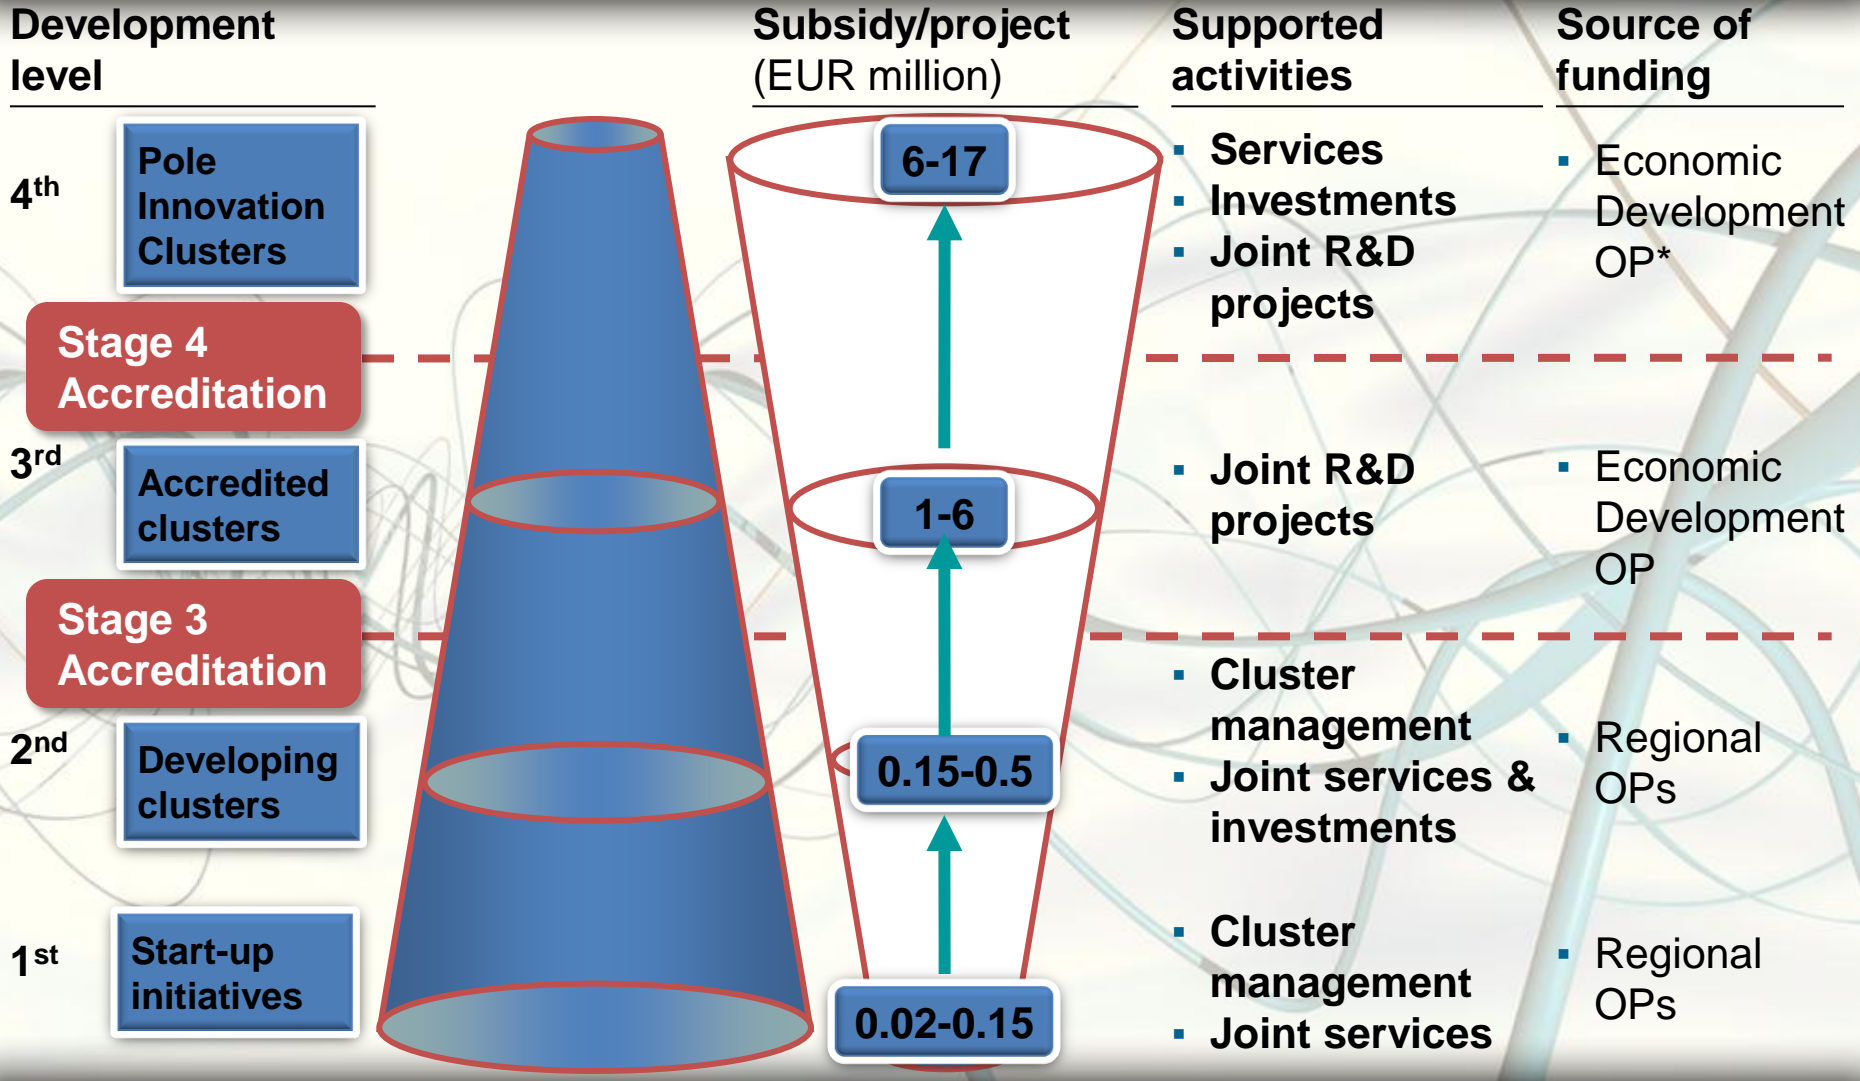 Development
level
Subsidy/project
(EUR million)
Supported
activities
Source of
funding
4th
Pole
Innovation
Clusters
6-17
▪ Services
▪ Investments
▪ Joint R&D
projects
▪ Economic
Development
OP*
Stage 4
Accreditation
3rd
Accredited
clusters
1-6
▪ Joint R&D
projects
▪ Economic
Development
OP
Stage 3
Accreditation
2nd
Developing
clusters
0.15-0.5
▪ Cluster
management
▪ Joint services &
investments
▪ Regional
OPs
1st
Start-up
initiatives
0.02-0.15
▪ Cluster
management
▪ Joint services
▪ Regional
OPs